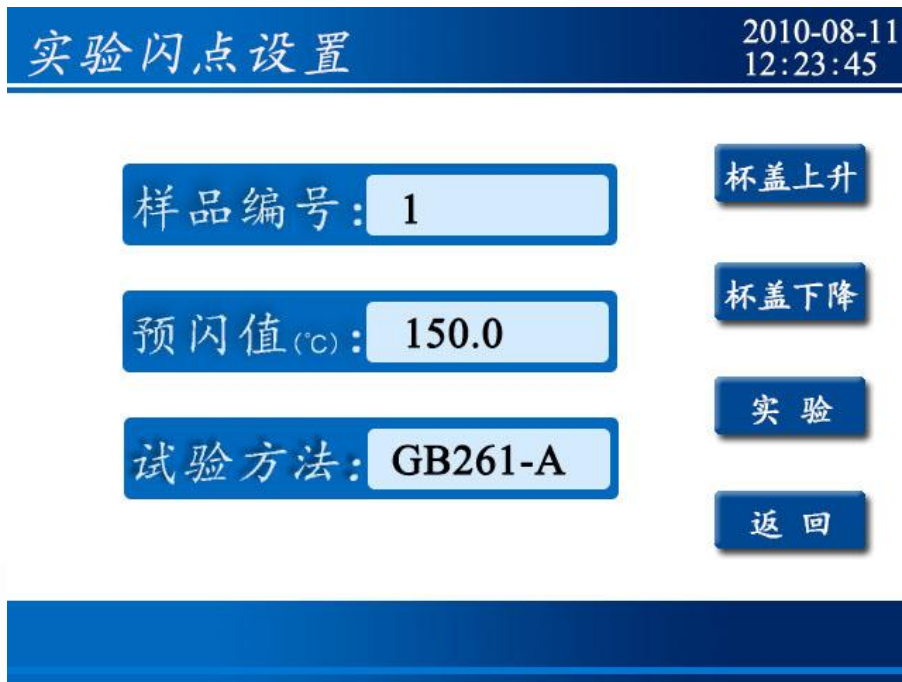 实验闪点设置
2010-08-11
12:23:45
样品编号: 1
杯盖上升
预闪值(℃): 150.0
杯盖下降
试验方法: GB261-A
实 验
返 回